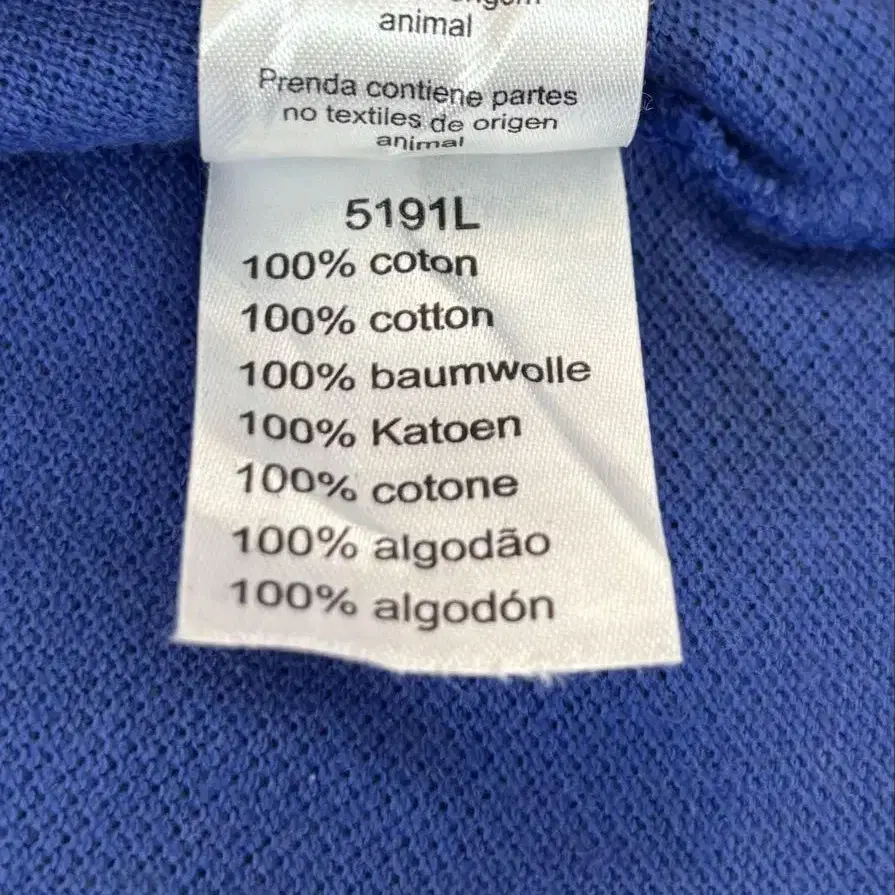 animal
Prenda contiene partes
no textiles de origen
animal
5191L
100% coton
100% cotton
100% baumwolle
100% Katoen
100% cotone
100% algodão
100% algodón